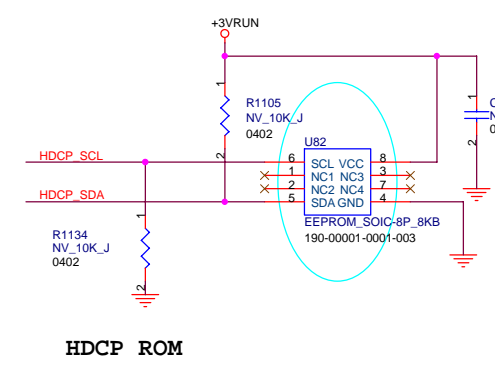 +3VRUN
1
R1105
NV_10K_J
0402
2
1
C
N
0
2
U82
HDCP_SCL
6 SCL VCC 8
1 NC1 NC3 3
2 NC2 NC4 7
HDCP_SDA
5 SDA GND 4
EEPROM_SOIC-8P_8KB
190-00001-0001-003
1
R1134
NV_10K_J
0402
2
HDCP ROM